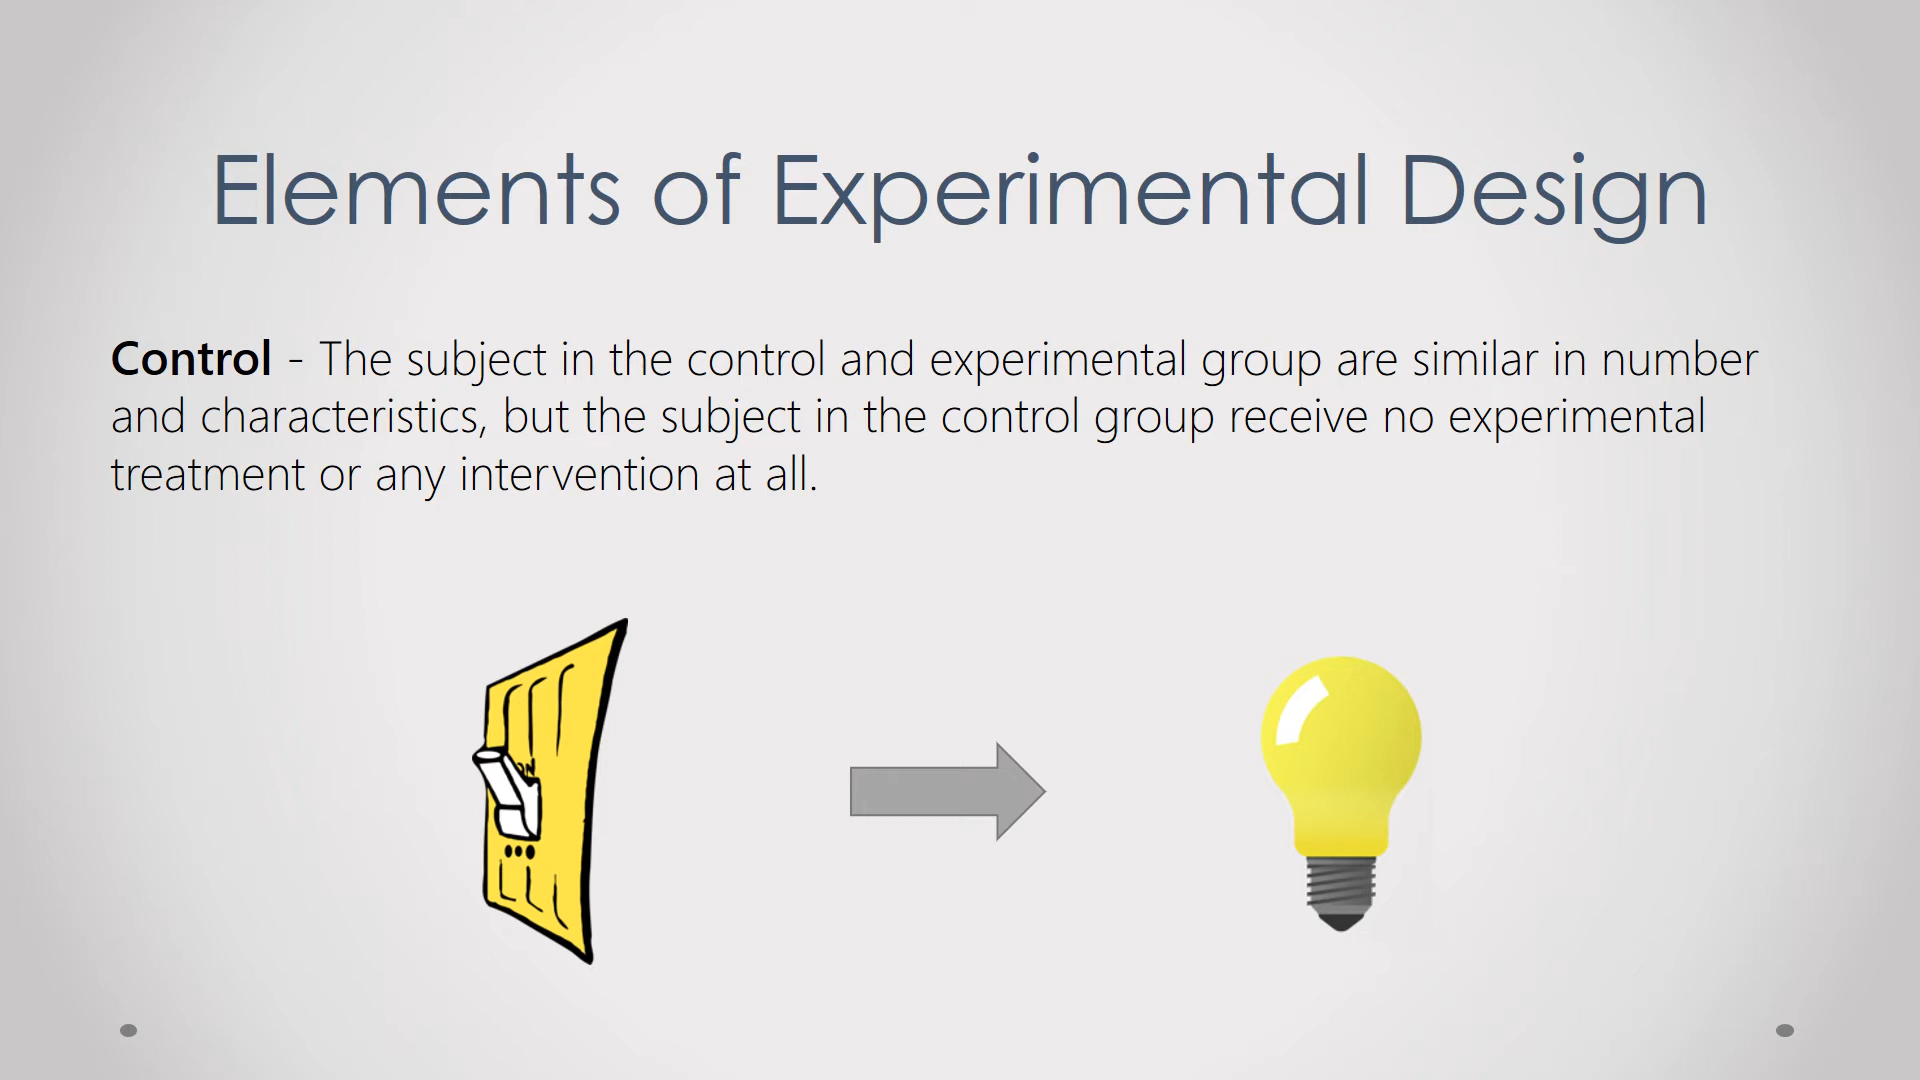 Elements of Experimental Design
Control - The subject in the control and experimental group are similar in number
and characteristics, but the subject in the control group receive no experimental
treatment or any intervention at all.
ON